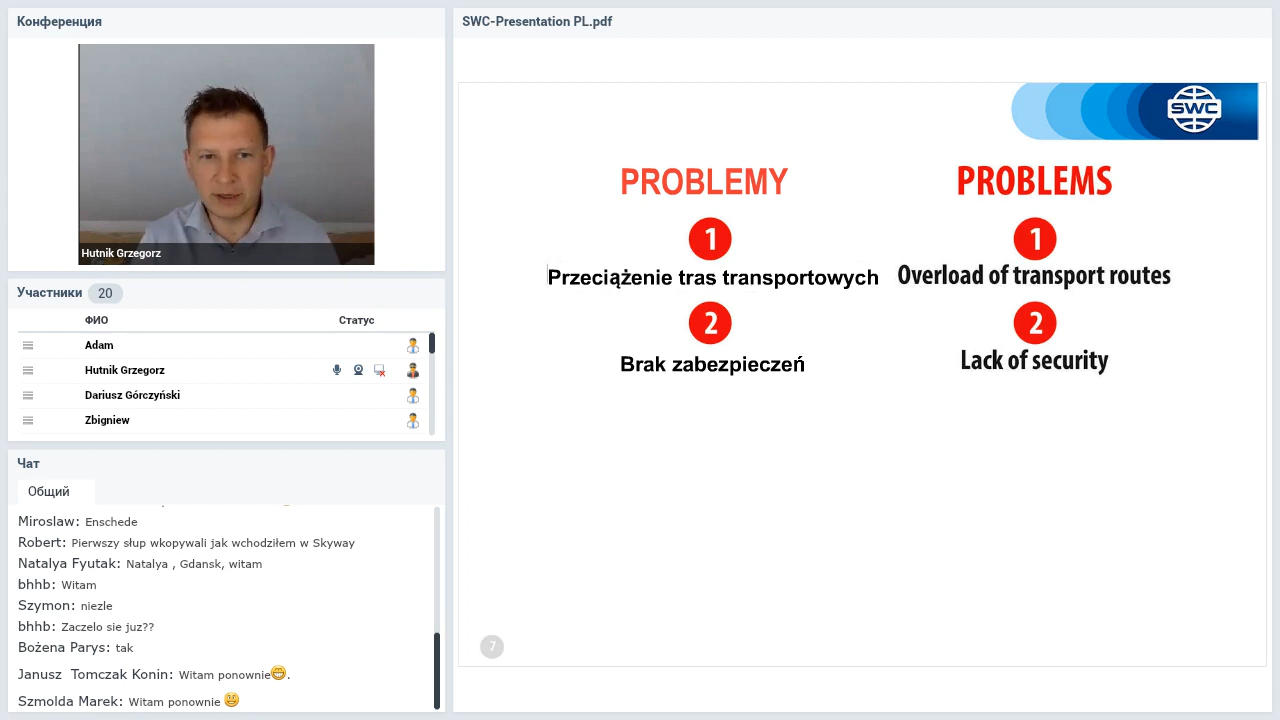 Конференция
Hutnik Grzegorz
Участники 20
ФИО Статус
Adam
Hutnik Grzegorz
Dariusz Górczyński
Zbigniew
Чат
Общий
Miroslaw: Enschede
Robert: Pierwszy słup wkopywali jak wchodziłem w Skyway
Natalya Fyutak: Natalya , Gdansk, witam
bhhb: Witam
Szymon: niezle
bhhb: Zaczelo sie juz??
Bożena Parys: tak
Janusz Tomczak Konin: Witam ponownie😁.
Szmolda Marek: Witam ponownie 😃
SWC-Presentation PL.pdf
SWC
PROBLEMY
1
Przeciążenie tras transportowych
2
Brak zabezpieczeń
PROBLEMS
1
Overload of transport routes
2
Lack of security
7